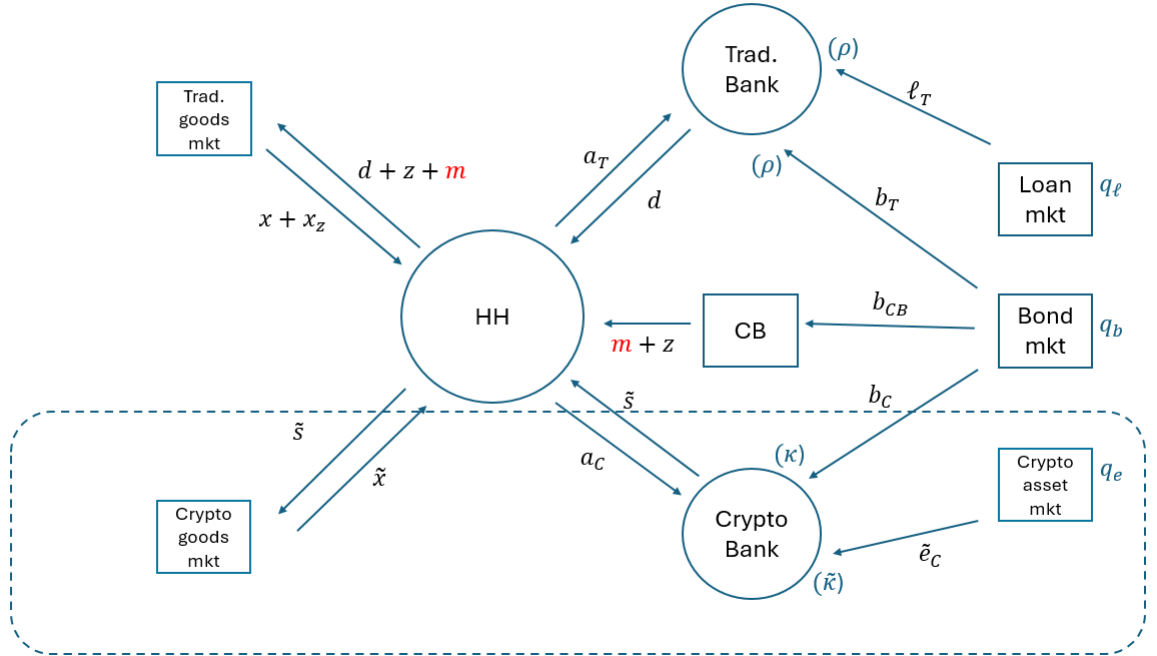 Trad.
Bank
(ρ)
ℓ_T
Trad.
goods
mkt
d + z + m
x + x_z
a_T
d
(ρ)
b_T
Loan
mkt
q_ℓ
HH
m + z
CB
b_CB
Bond
mkt
q_b
b_C
s̃
s̃
x̃
a_C
(κ)
Crypto
asset
mkt
q_e
Crypto
goods
mkt
Crypto
Bank
ẽ_C
(κ̃)